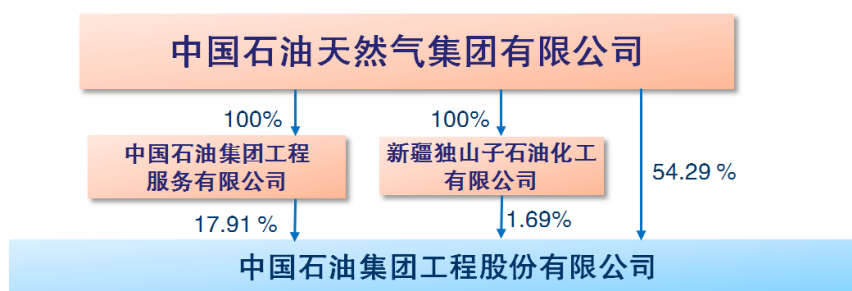 中国石油天然气集团有限公司
100%
100%
中国石油集团工程
服务有限公司
新疆独山子石油化工
有限公司
54.29 %
17.91 %
1.69%
中国石油集团工程股份有限公司